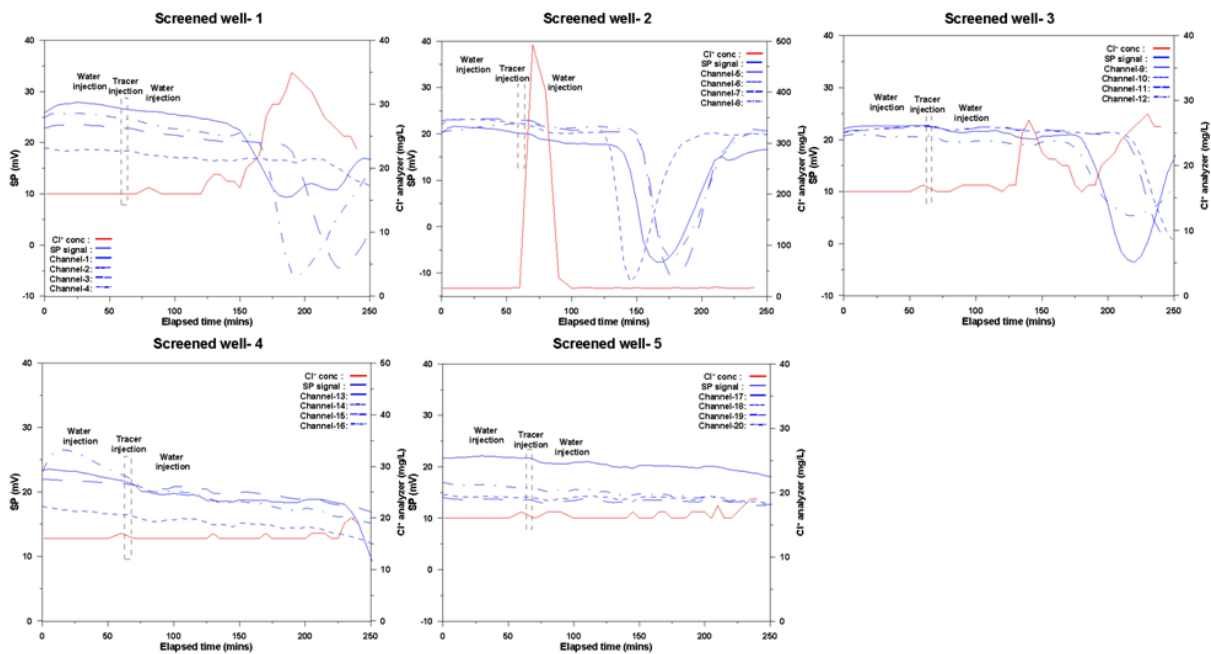 Screened well- 1
Screened well- 2
Screened well- 3
40
30
20
10
0
-10
SP (mV)
Water
injection
Tracer
injection
Water
injection
Cl⁻ conc :
SP signal :
Channel-1:
Channel-2:
Channel-3:
Channel-4:
40
30
20
10
0
Cl⁻ analyzer (mg/L)
0 50 100 150 200 250
Elapsed time (mins)
40
30
20
10
0
-10
SP (mV)
Water
injection
Tracer
injection
Water
injection
Cl⁻ conc :
SP signal :
Channel-5:
Channel-6:
Channel-7:
Channel-8:
500
400
300
200
100
0
Cl⁻ analyzer (mg/L)
0 50 100 150 200 250
Elapsed time (mins)
40
30
20
10
0
-10
SP (mV)
Water
injection
Tracer
injection
Water
injection
Cl⁻ conc :
SP signal :
Channel-9:
Channel-10:
Channel-11:
Channel-12:
40
30
20
10
0
Cl⁻ analyzer (mg/L)
0 50 100 150 200 250
Elapsed time (mins)
Screened well- 4
Screened well- 5
40
30
20
10
0
SP (mV)
Water
injection
Tracer
injection
Water
injection
Cl⁻ conc :
SP signal :
Channel-13:
Channel-14:
Channel-15:
Channel-16:
50
40
30
20
10
0
Cl⁻ analyzer (mg/L)
0 50 100 150 200 250
Elapsed time (mins)
40
30
20
10
0
-10
SP (mV)
Water
injection
Tracer
injection
Water
injection
Cl⁻ conc :
SP signal :
Channel-17:
Channel-18:
Channel-19:
Channel-20:
40
30
20
10
0
Cl⁻ analyzer (mg/L)
0 50 100 150 200 250
Elapsed time (mins)